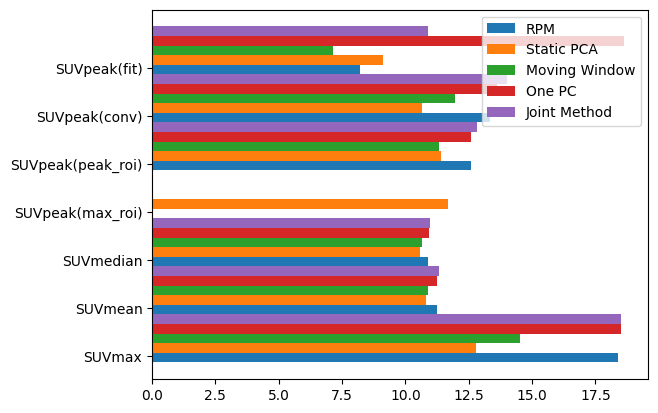 RPM
Static PCA
Moving Window
One PC
Joint Method
SUVpeak(fit)
SUVpeak(conv)
SUVpeak(peak_roi)
SUVpeak(max_roi)
SUVmedian
SUVmean
SUVmax
0.0 2.5 5.0 7.5 10.0 12.5 15.0 17.5